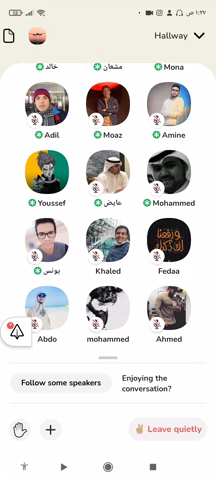 ١:٢٧ ص
Hallway
خالد مشعان Mona
Adil Moaz Amine
Youssef عايض Mohammed
يونس Khaled Fedaa
Abdo mohammed Ahmed
Follow some speakers
Enjoying the
conversation?
✌🏼 Leave quietly